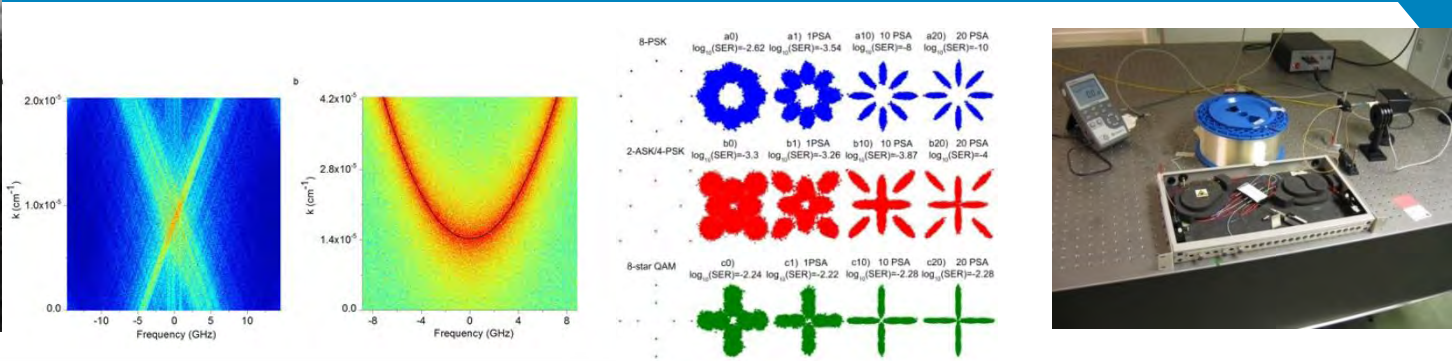 b
2.0x10⁻⁵
1.0x10⁻⁵
0.0
k (cm⁻¹)
-10 -5 0 5 10
Frequency (GHz)
4.2x10⁻⁵
2.8x10⁻⁵
1.4x10⁻⁵
0.0
k (cm⁻¹)
-8 -4 0 4 8
Frequency (GHz)
8-PSK a0) a1) 1PSA a10) 10 PSA a20) 20 PSA
log₁₀(SER)=-2.62 log₁₀(SER)=-3.54 log₁₀(SER)=-8 log₁₀(SER)=-10
2-ASK/4-PSK b0) b1) 1PSA b10) 10 PSA b20) 20 PSA
log₁₀(SER)=-3.3 log₁₀(SER)=-3.26 log₁₀(SER)=-3.87 log₁₀(SER)=-4
8-star QAM c0) c1) 1PSA c10) 10 PSA c20) 20 PSA
log₁₀(SER)=-2.24 log₁₀(SER)=-2.22 log₁₀(SER)=-2.28 log₁₀(SER)=-2.28